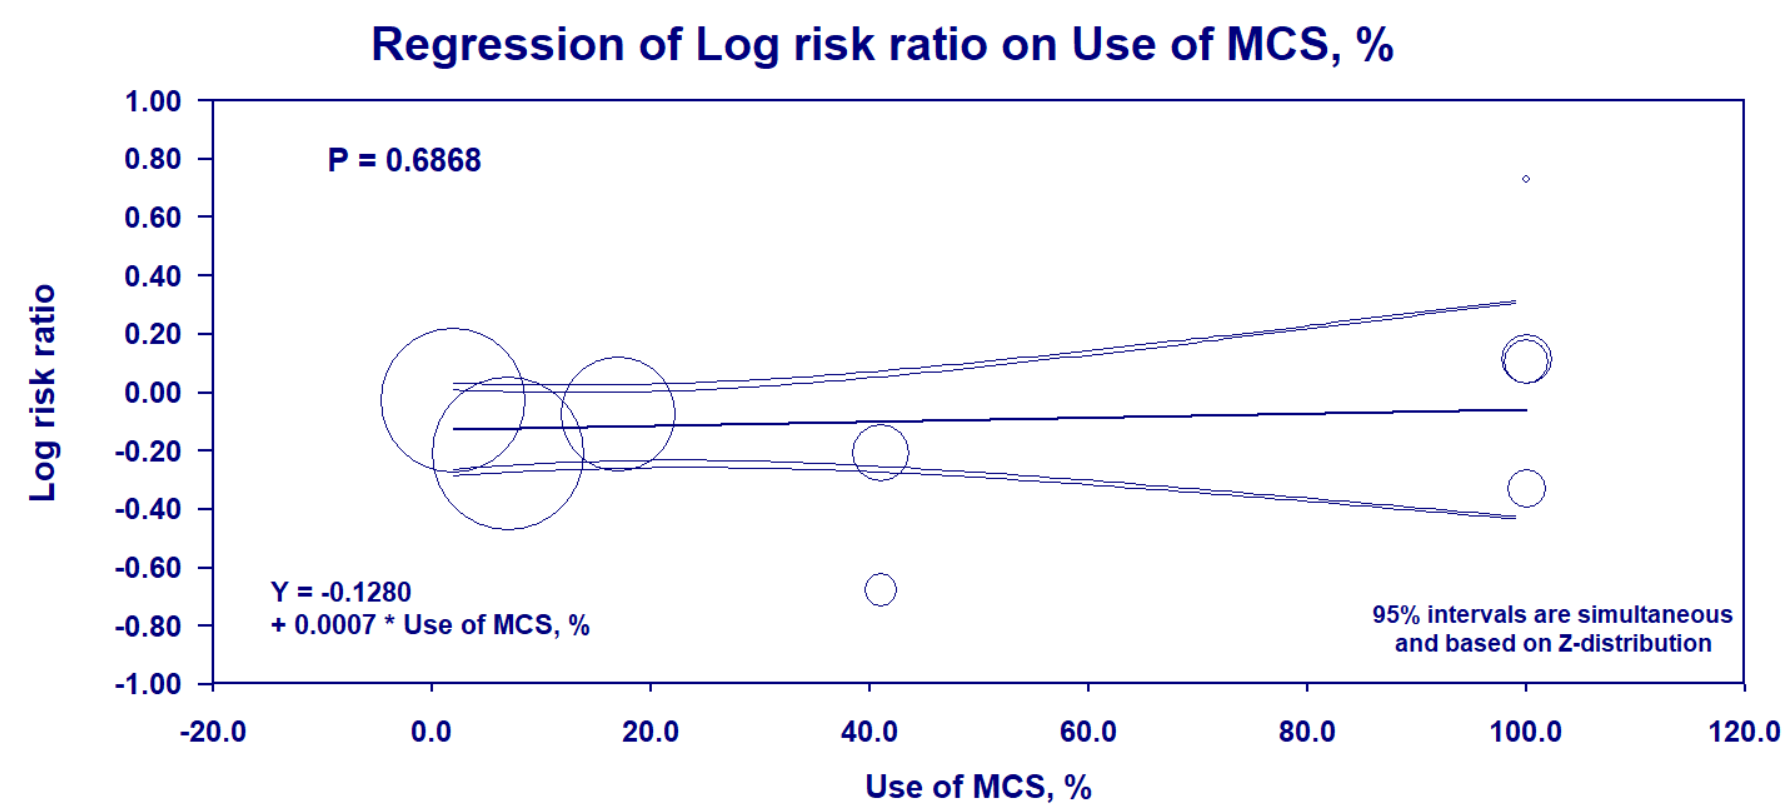 Regression of Log risk ratio on Use of MCS, %
1.00
0.80
0.60
0.40
0.20
0.00
-0.20
-0.40
-0.60
-0.80
-1.00
Log risk ratio
P = 0.6868
Y = -0.1280
+ 0.0007 * Use of MCS, %
95% intervals are simultaneous
and based on Z-distribution
-20.0 0.0 20.0 40.0 60.0 80.0 100.0 120.0
Use of MCS, %